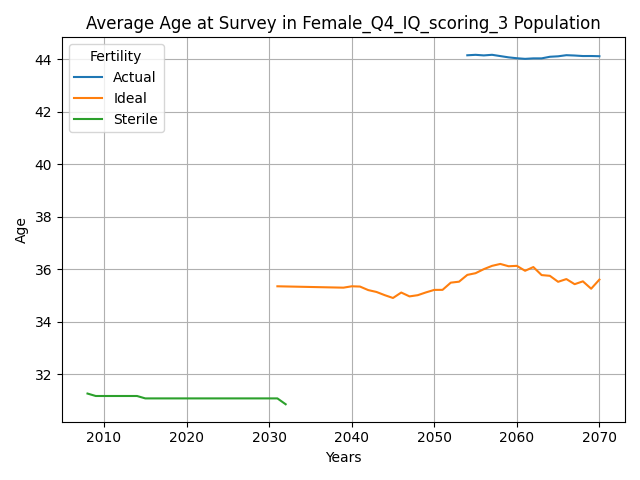 Average Age at Survey in Female_Q4_IQ_scoring_3 Population
Fertility
Actual
Ideal
Sterile
Age
44
42
40
38
36
34
32
2010 2020 2030 2040 2050 2060 2070
Years